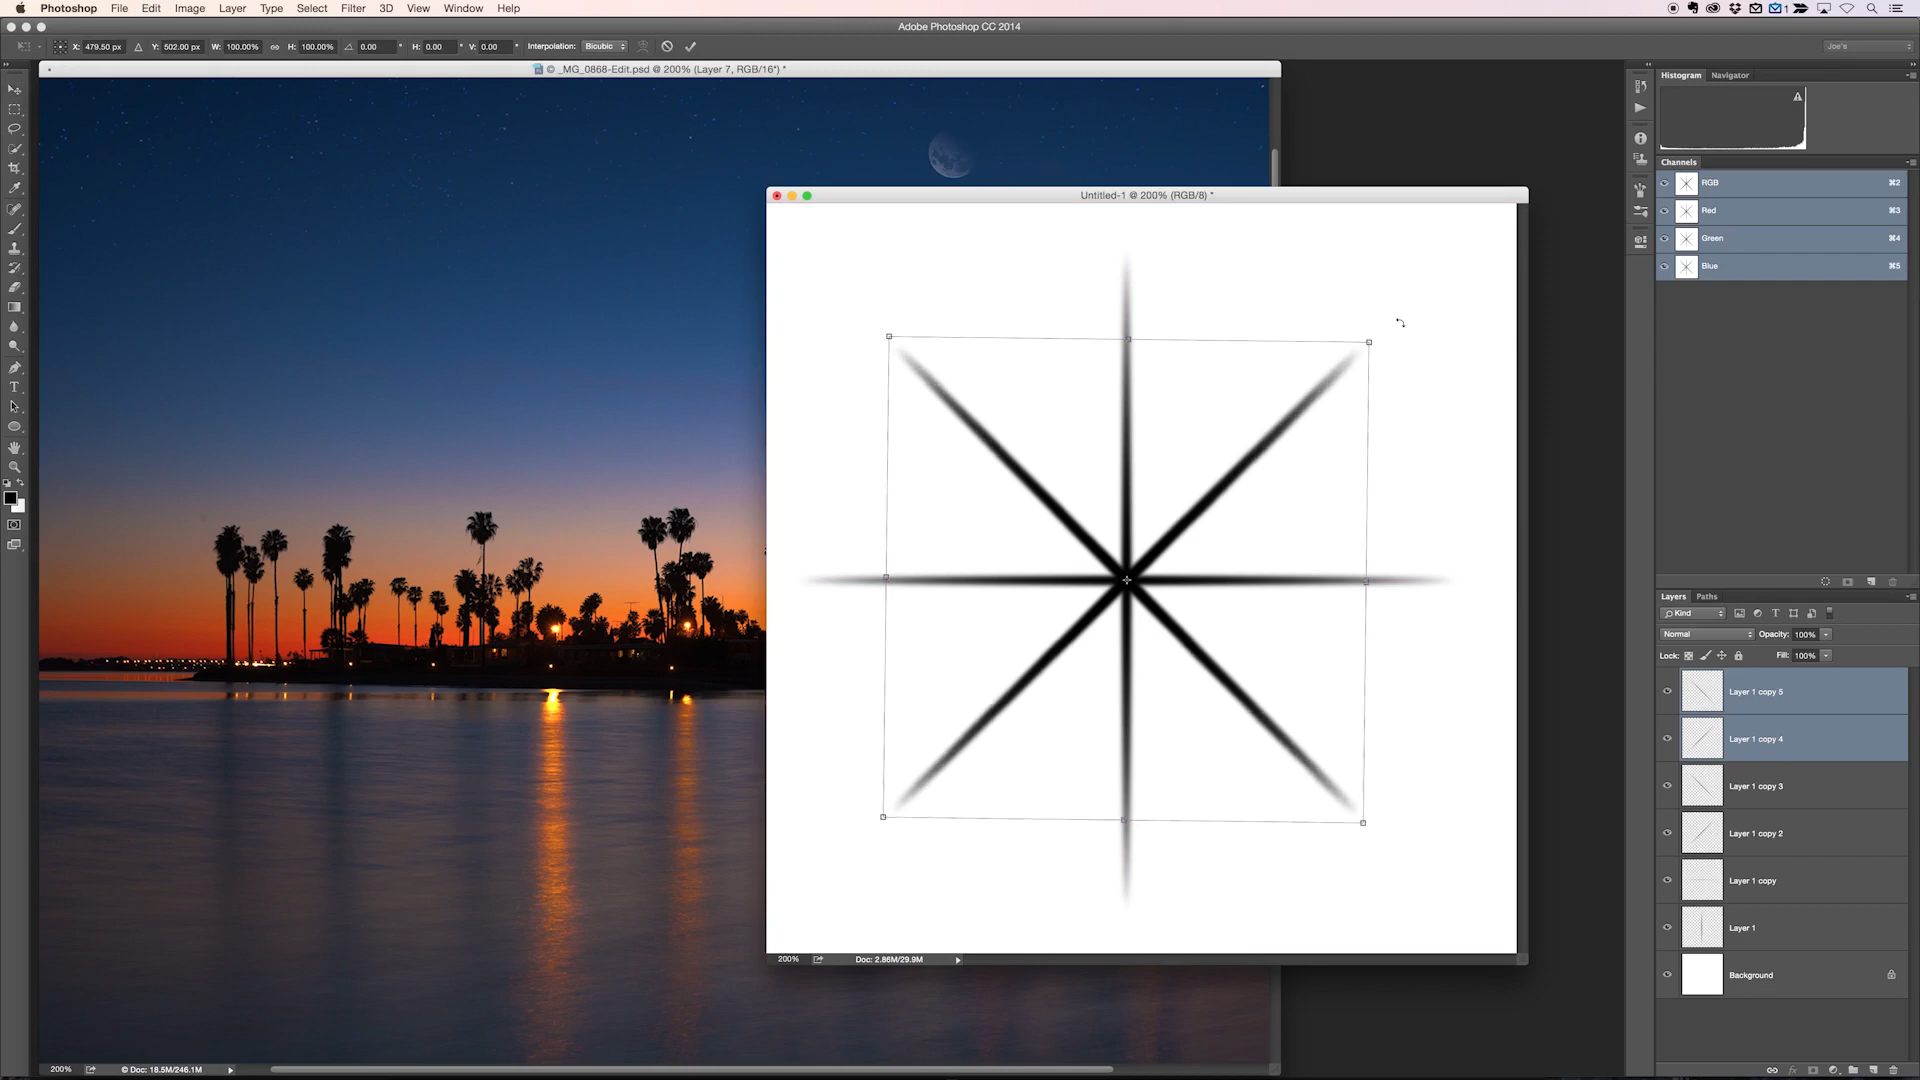 Photoshop File Edit Image Layer Type Select Filter 3D View Window Help
1
Adobe Photoshop CC 2014
X: 479.50 px Y: 502.00 px W: 100.00% H: 100.00% 0.00 ° H: 0.00 ° V: 0.00 ° Interpolation: Bicubic
Joe's
© _MG_0868-Edit.psd @ 200% (Layer 7, RGB/16*) *
Histogram Navigator
Channels
RGB ⌘2
Untitled-1 @ 200% (RGB/8) *
Red ⌘3
Green ⌘4
Blue ⌘5
Layers Paths
Kind
Normal Opacity: 100%
Lock: Fill: 100%
Layer 1 copy 5
Layer 1 copy 4
Layer 1 copy 3
Layer 1 copy 2
Layer 1 copy
Layer 1
Background
200% Doc: 2.86M/29.9M
200% © Doc: 18.5M/246.1M